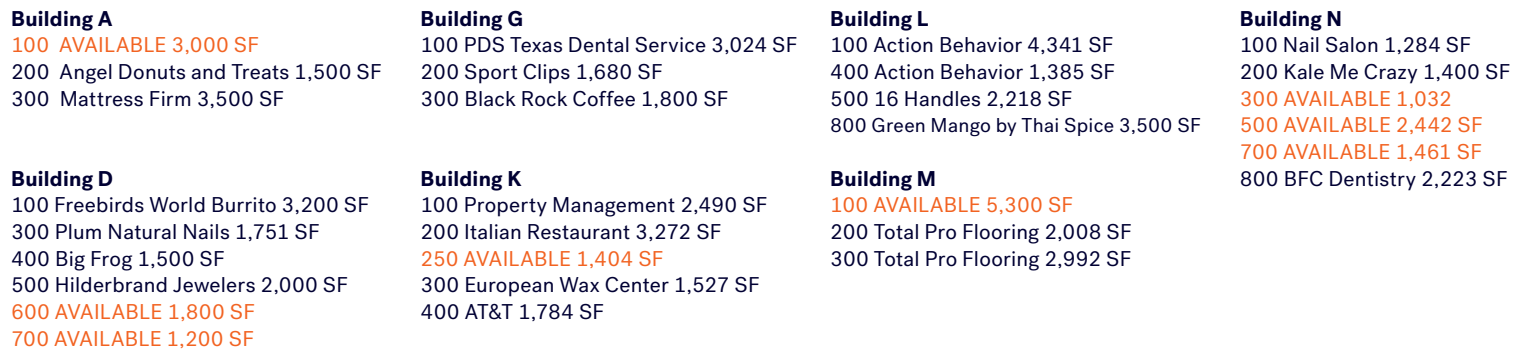 Building A
100 AVAILABLE 3,000 SF
200 Angel Donuts and Treats 1,500 SF
300 Mattress Firm 3,500 SF
Building D
100 Freebirds World Burrito 3,200 SF
300 Plum Natural Nails 1,751 SF
400 Big Frog 1,500 SF
500 Hilderbrand Jewelers 2,000 SF
600 AVAILABLE 1,800 SF
700 AVAILABLE 1,200 SF
Building G
100 PDS Texas Dental Service 3,024 SF
200 Sport Clips 1,680 SF
300 Black Rock Coffee 1,800 SF
Building K
100 Property Management 2,490 SF
200 Italian Restaurant 3,272 SF
250 AVAILABLE 1,404 SF
300 European Wax Center 1,527 SF
400 AT&T 1,784 SF
Building L
100 Action Behavior 4,341 SF
400 Action Behavior 1,385 SF
500 16 Handles 2,218 SF
800 Green Mango by Thai Spice 3,500 SF
Building M
100 AVAILABLE 5,300 SF
200 Total Pro Flooring 2,008 SF
300 Total Pro Flooring 2,992 SF
Building N
100 Nail Salon 1,284 SF
200 Kale Me Crazy 1,400 SF
300 AVAILABLE 1,032
500 AVAILABLE 2,442 SF
700 AVAILABLE 1,461 SF
800 BFC Dentistry 2,223 SF